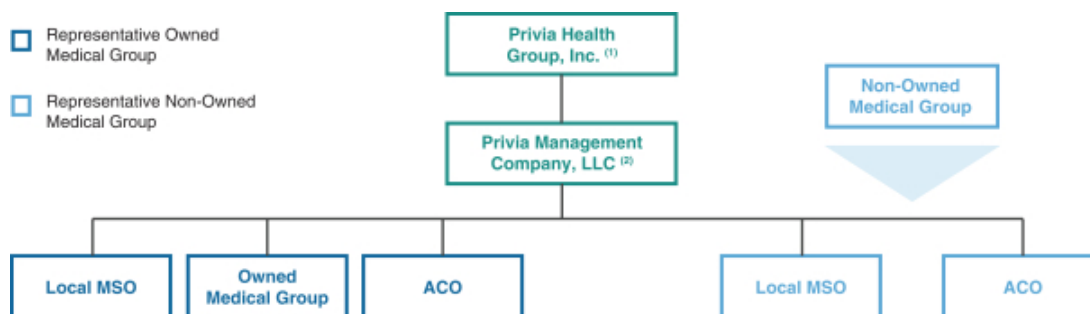 Representative Owned
Medical Group
Representative Non-Owned
Medical Group
Privia Health
Group, Inc. (1)
Non-Owned
Medical Group
Privia Management
Company, LLC (2)
Local MSO
Owned
Medical Group
ACO
Local MSO
ACO